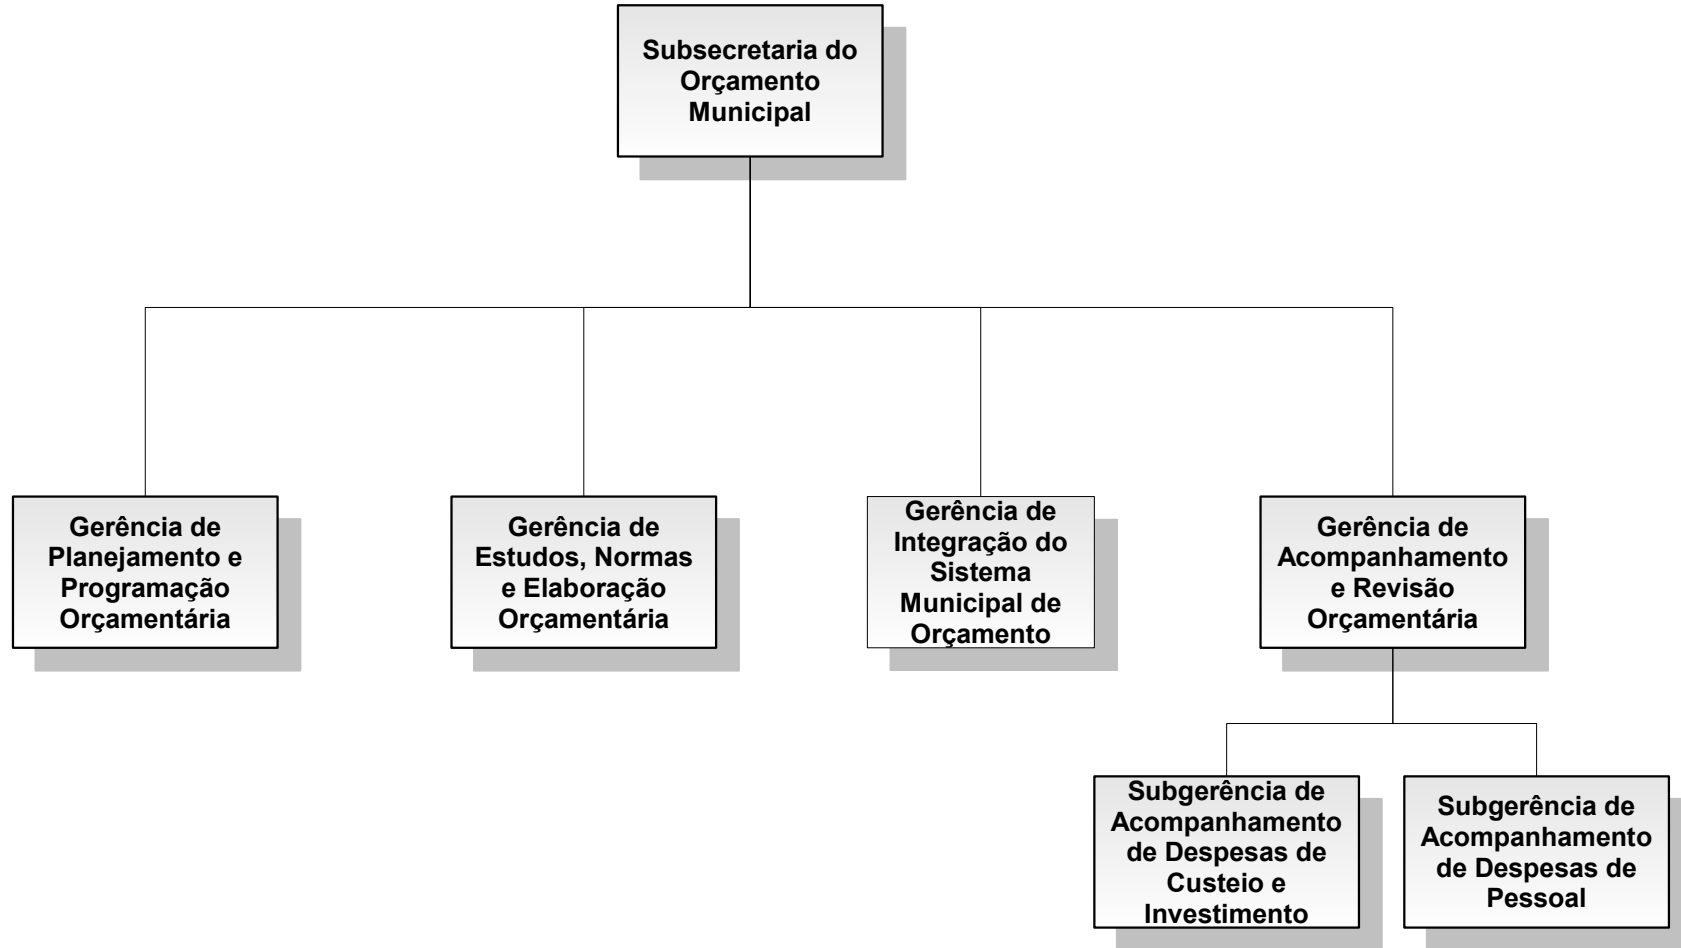 Subsecretaria do
Orçamento
Municipal
Gerência de
Planejamento e
Programação
Orçamentária
Gerência de
Estudos, Normas
e Elaboração
Orçamentária
Gerência de
Integração do
Sistema
Municipal de
Orçamento
Gerência de
Acompanhamento
e Revisão
Orçamentária
Subgerência de
Acompanhamento
de Despesas de
Custeio e
Investimento
Subgerência de
Acompanhamento
de Despesas de
Pessoal